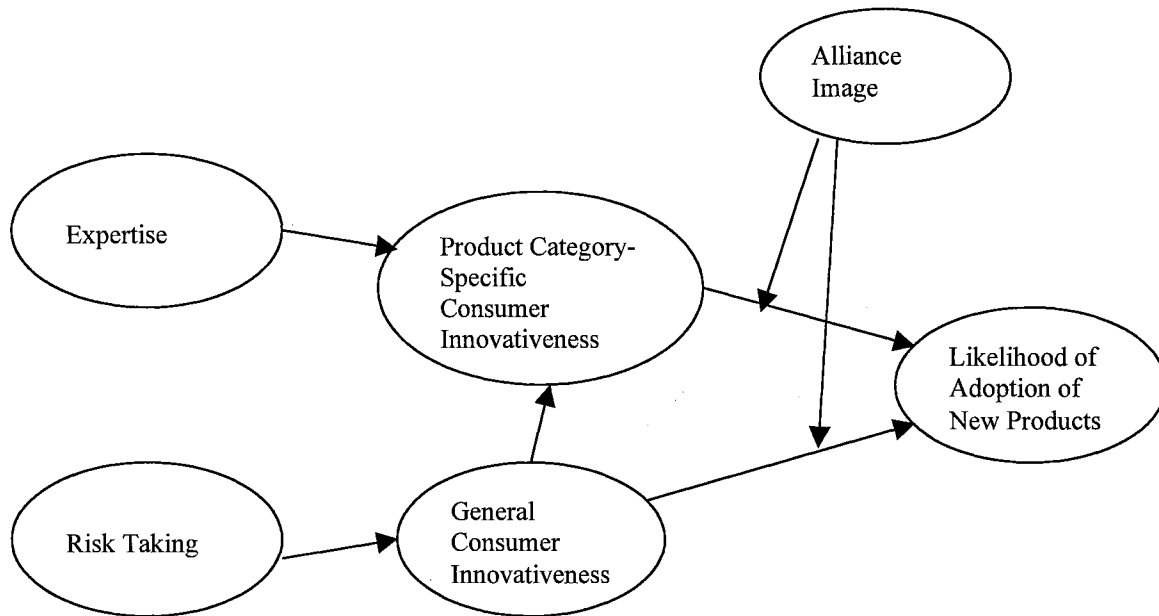 Alliance
Image
Expertise
Product Category-
Specific
Consumer
Innovativeness
Likelihood of
Adoption of
New Products
Risk Taking
General
Consumer
Innovativeness